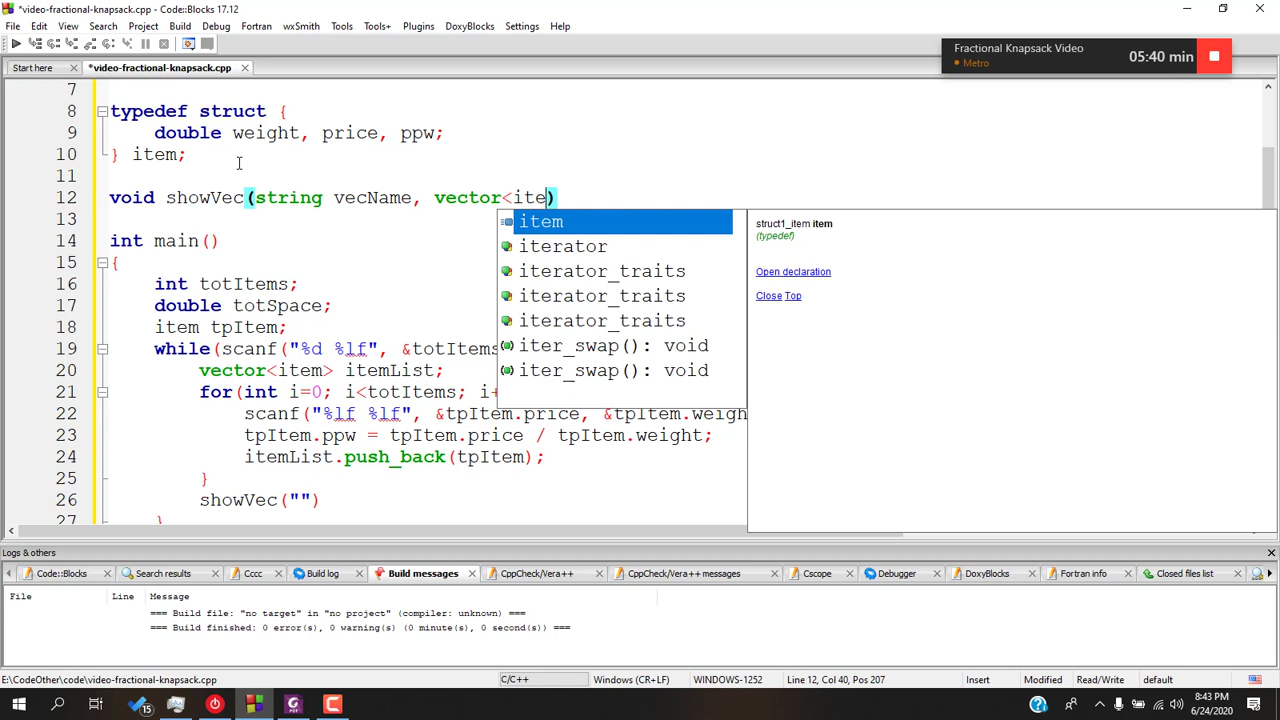 *video-fractional-knapsack.cpp - Code::Blocks 17.12
File Edit View Search Project Build Debug Fortran wxSmith Tools Tools+ Plugins DoxyBlocks Settings Help
Fractional Knapsack Video
Metro
05:40 min
Start here *video-fractional-knapsack.cpp
7
8 typedef struct {
9 double weight, price, ppw;
10 } item;
11
12 void showVec(string vecName, vector<ite)
13
14 int main()
15 {
16 int totItems;
17 double totSpace;
18 item tpItem;
19 while(scanf("%d %lf", &totItems
20 vector<item> itemList;
21 for(int i=0; i<totItems; i+
22 scanf("%lf %lf", &tpItem.price, &tpItem.weigh
23 tpItem.ppw = tpItem.price / tpItem.weight;
24 itemList.push_back(tpItem);
25 }
26 showVec("")
27 }
item
iterator
iterator_traits
iterator_traits
iterator_traits
iter_swap(): void
iter_swap(): void
struct1_item item
(typedef)
Open declaration
Close Top
Logs & others
Code::Blocks Search results Cccc Build log Build messages CppCheck/Vera++ CppCheck/Vera++ messages Cscope Debugger DoxyBlocks Fortran info Closed files list
File Line Message
=== Build file: "no target" in "no project" (compiler: unknown) ===
=== Build finished: 0 error(s), 0 warning(s) (0 minute(s), 0 second(s)) ===
E:\CodeOther\code\video-fractional-knapsack.cpp C/C++ Windows (CR+LF) WINDOWS-1252 Line 12, Col 40, Pos 207 Insert Modified Read/Write default
15
8:43 PM
6/24/2020